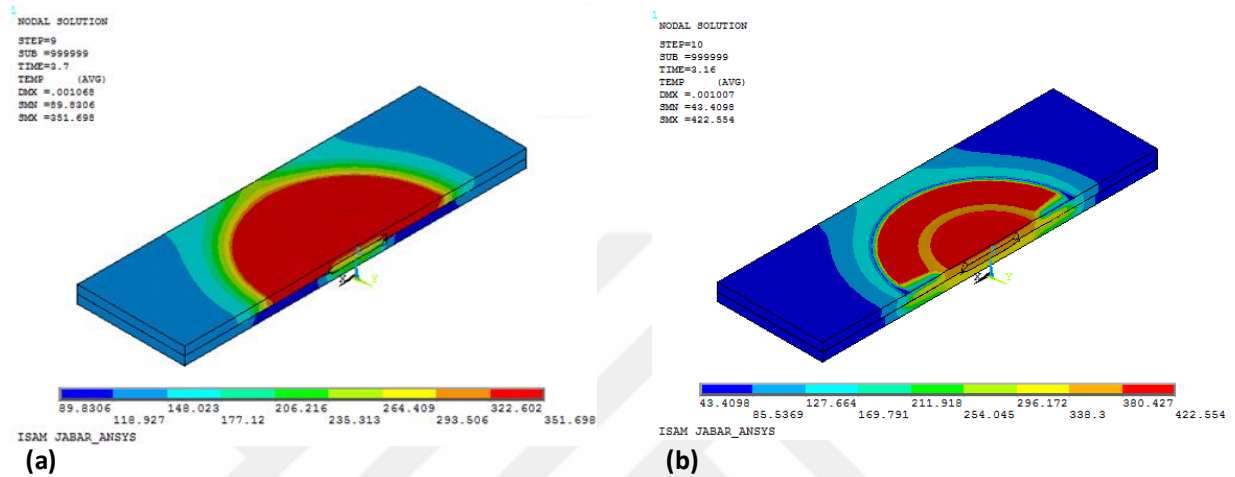 1
NODAL SOLUTION
STEP=9
SUB =999999
TIME=3.7
TEMP (AVG)
DMX =.001068
SMN =89.8306
SMX =351.698
89.8306 148.023 206.216 264.409 322.602
118.927 177.12 235.313 293.506 351.698
ISAM JABAR_ANSYS
(a)
1
NODAL SOLUTION
STEP=10
SUB =999999
TIME=3.16
TEMP (AVG)
DMX =.001007
SMN =43.4098
SMX =422.554
43.4098 127.664 211.918 296.172 380.427
85.5369 169.791 254.045 338.3 422.554
ISAM JABAR_ANSYS
(b)